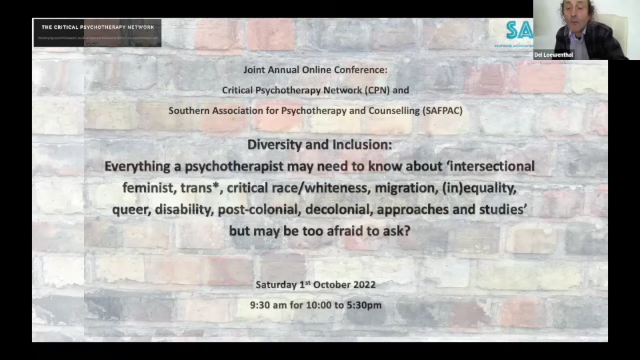 THE CRITICAL PSYCHOTHERAPY NETWORK
SA
Del Loewenthal
Joint Annual Online Conference:
Critical Psychotherapy Network (CPN) and
Southern Association for Psychotherapy and Counselling (SAFPAC)
Diversity and Inclusion:
Everything a psychotherapist may need to know about ‘intersectional
feminist, trans*, critical race/whiteness, migration, (in)equality,
queer, disability, post-colonial, decolonial, approaches and studies’
but may be too afraid to ask?
Saturday 1st October 2022
9:30 am for 10:00 to 5:30pm